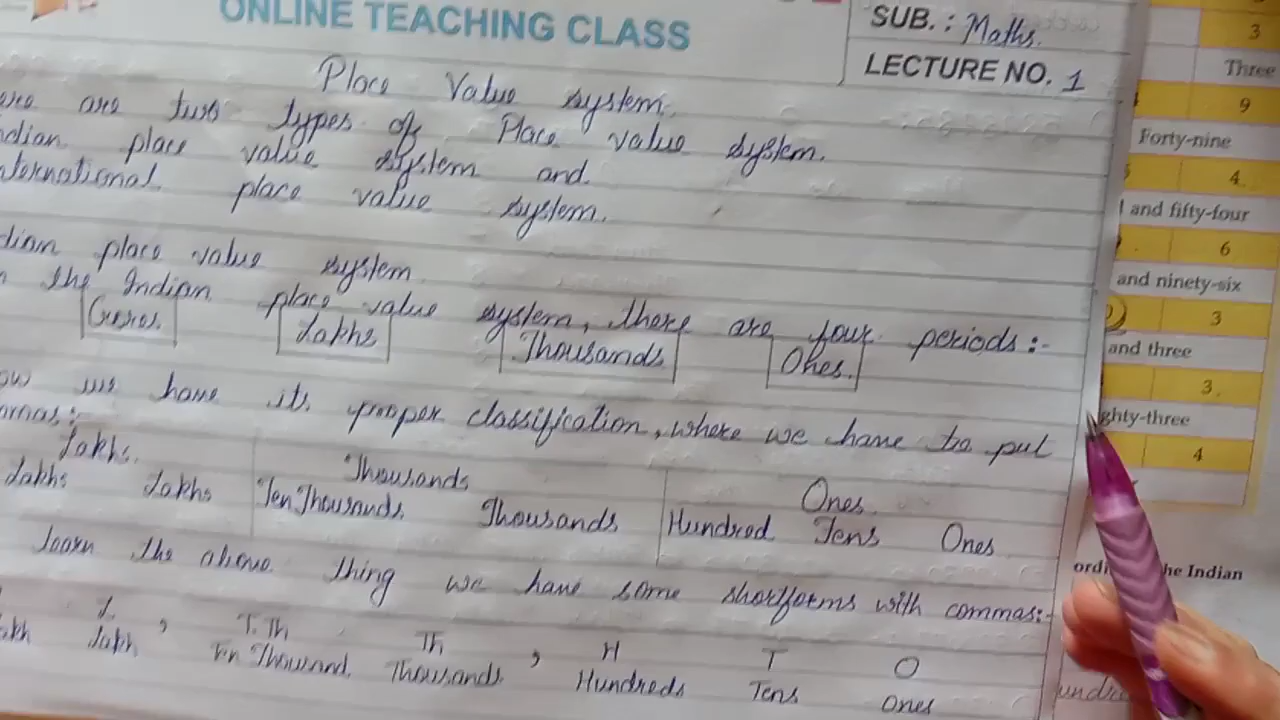 ONLINE TEACHING CLASS
SUB. : Maths.
LECTURE NO. 1
Place Value system.
are two types of Place value system.
place value system and
place value system.
place value system
the Indian place value system, there are four periods:-
Lakhs Thousands Ones.
we have its proper classification, where we have to put
Lakhs. Thousands Ones.
Lakhs Lakhs Ten Thousands Thousands Hundred Tens Ones
learn the above thing we have some shortforms with commas:-
L. , T.Th Th , H T O
Lakh Ten Thousand. Thousands Hundreds Tens Ones
3
Three
9
Forty-nine
4
and fifty-four
6
and ninety-six
3
and three
3
4
he Indian